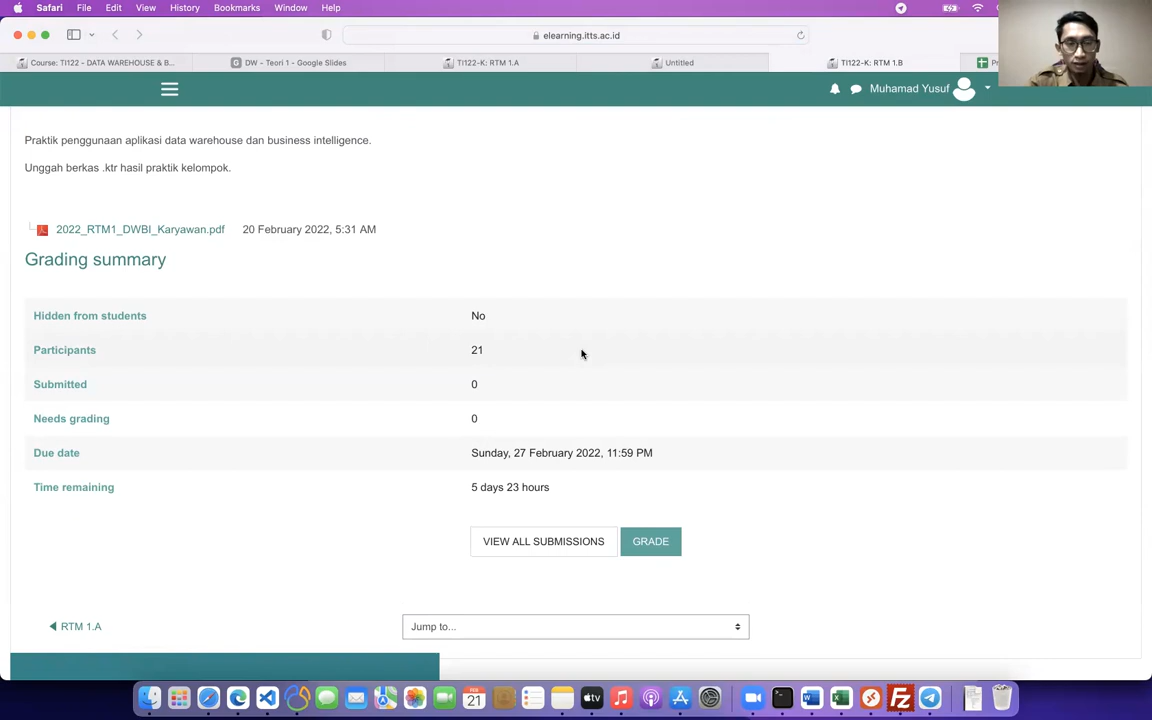 Safari File Edit View History Bookmarks Window Help
elearning.itts.ac.id
Course: TI122 - DATA WAREHOUSE & B...
DW - Teori 1 - Google Slides
TI122-K: RTM 1.A
Untitled
TI122-K: RTM 1.B
Muhamad Yusuf
Praktik penggunaan aplikasi data warehouse dan business intelligence.
Unggah berkas .ktr hasil praktik kelompok.
2022_RTM1_DWBI_Karyawan.pdf 20 February 2022, 5:31 AM
Grading summary
Hidden from students No
Participants 21
Submitted 0
Needs grading 0
Due date Sunday, 27 February 2022, 11:59 PM
Time remaining 5 days 23 hours
VIEW ALL SUBMISSIONS GRADE
RTM 1.A Jump to...
FEB
21
tv